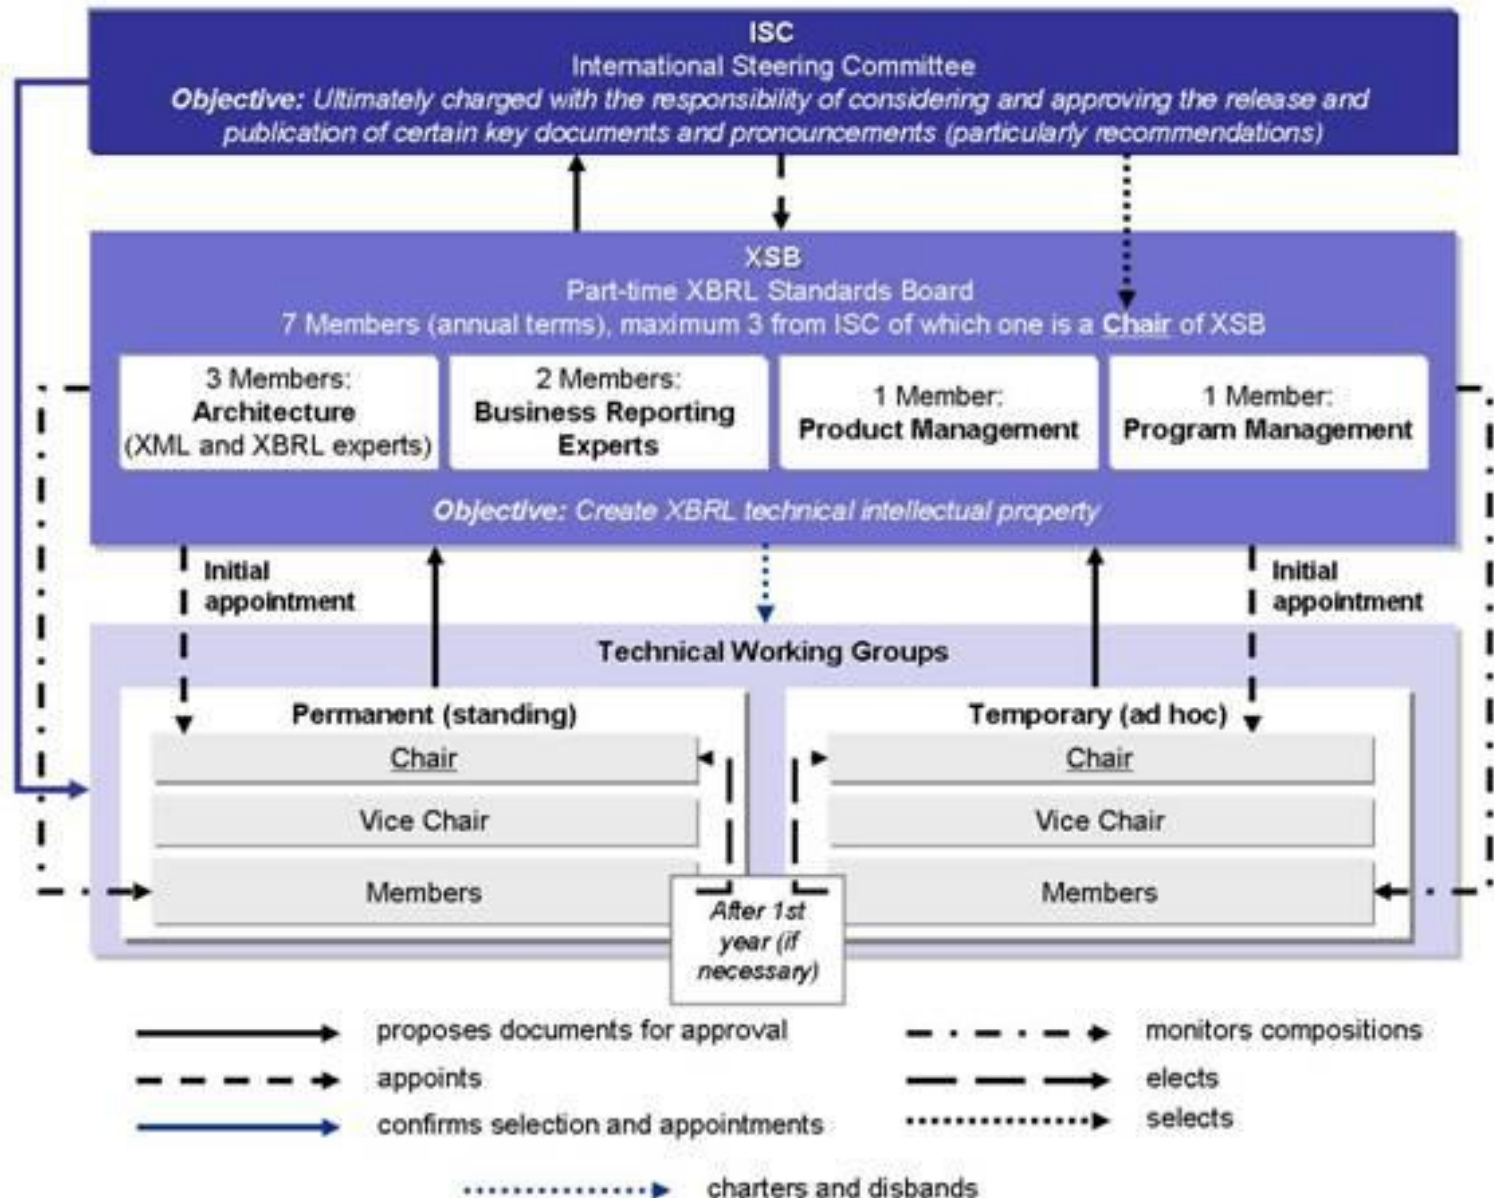 ISC
International Steering Committee
Objective: Ultimately charged with the responsibility of considering and approving the release and
publication of certain key documents and pronouncements (particularly recommendations)
XSB
Part-time XBRL Standards Board
7 Members (annual terms), maximum 3 from ISC of which one is a Chair of XSB
3 Members:
Architecture
(XML and XBRL experts)
2 Members:
Business Reporting
Experts
1 Member:
Product Management
1 Member:
Program Management
Objective: Create XBRL technical intellectual property
Initial
appointment
Initial
appointment
Technical Working Groups
Permanent (standing)
Chair
Vice Chair
Members
Temporary (ad hoc)
Chair
Vice Chair
Members
After 1st
year (if
necessary)
proposes documents for approval
appoints
confirms selection and appointments
monitors compositions
elects
selects
charters and disbands